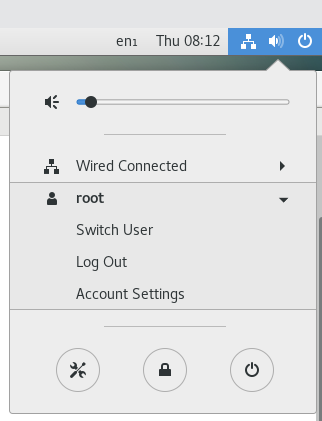 en₁ Thu 08:12
Wired Connected
root
Switch User
Log Out
Account Settings